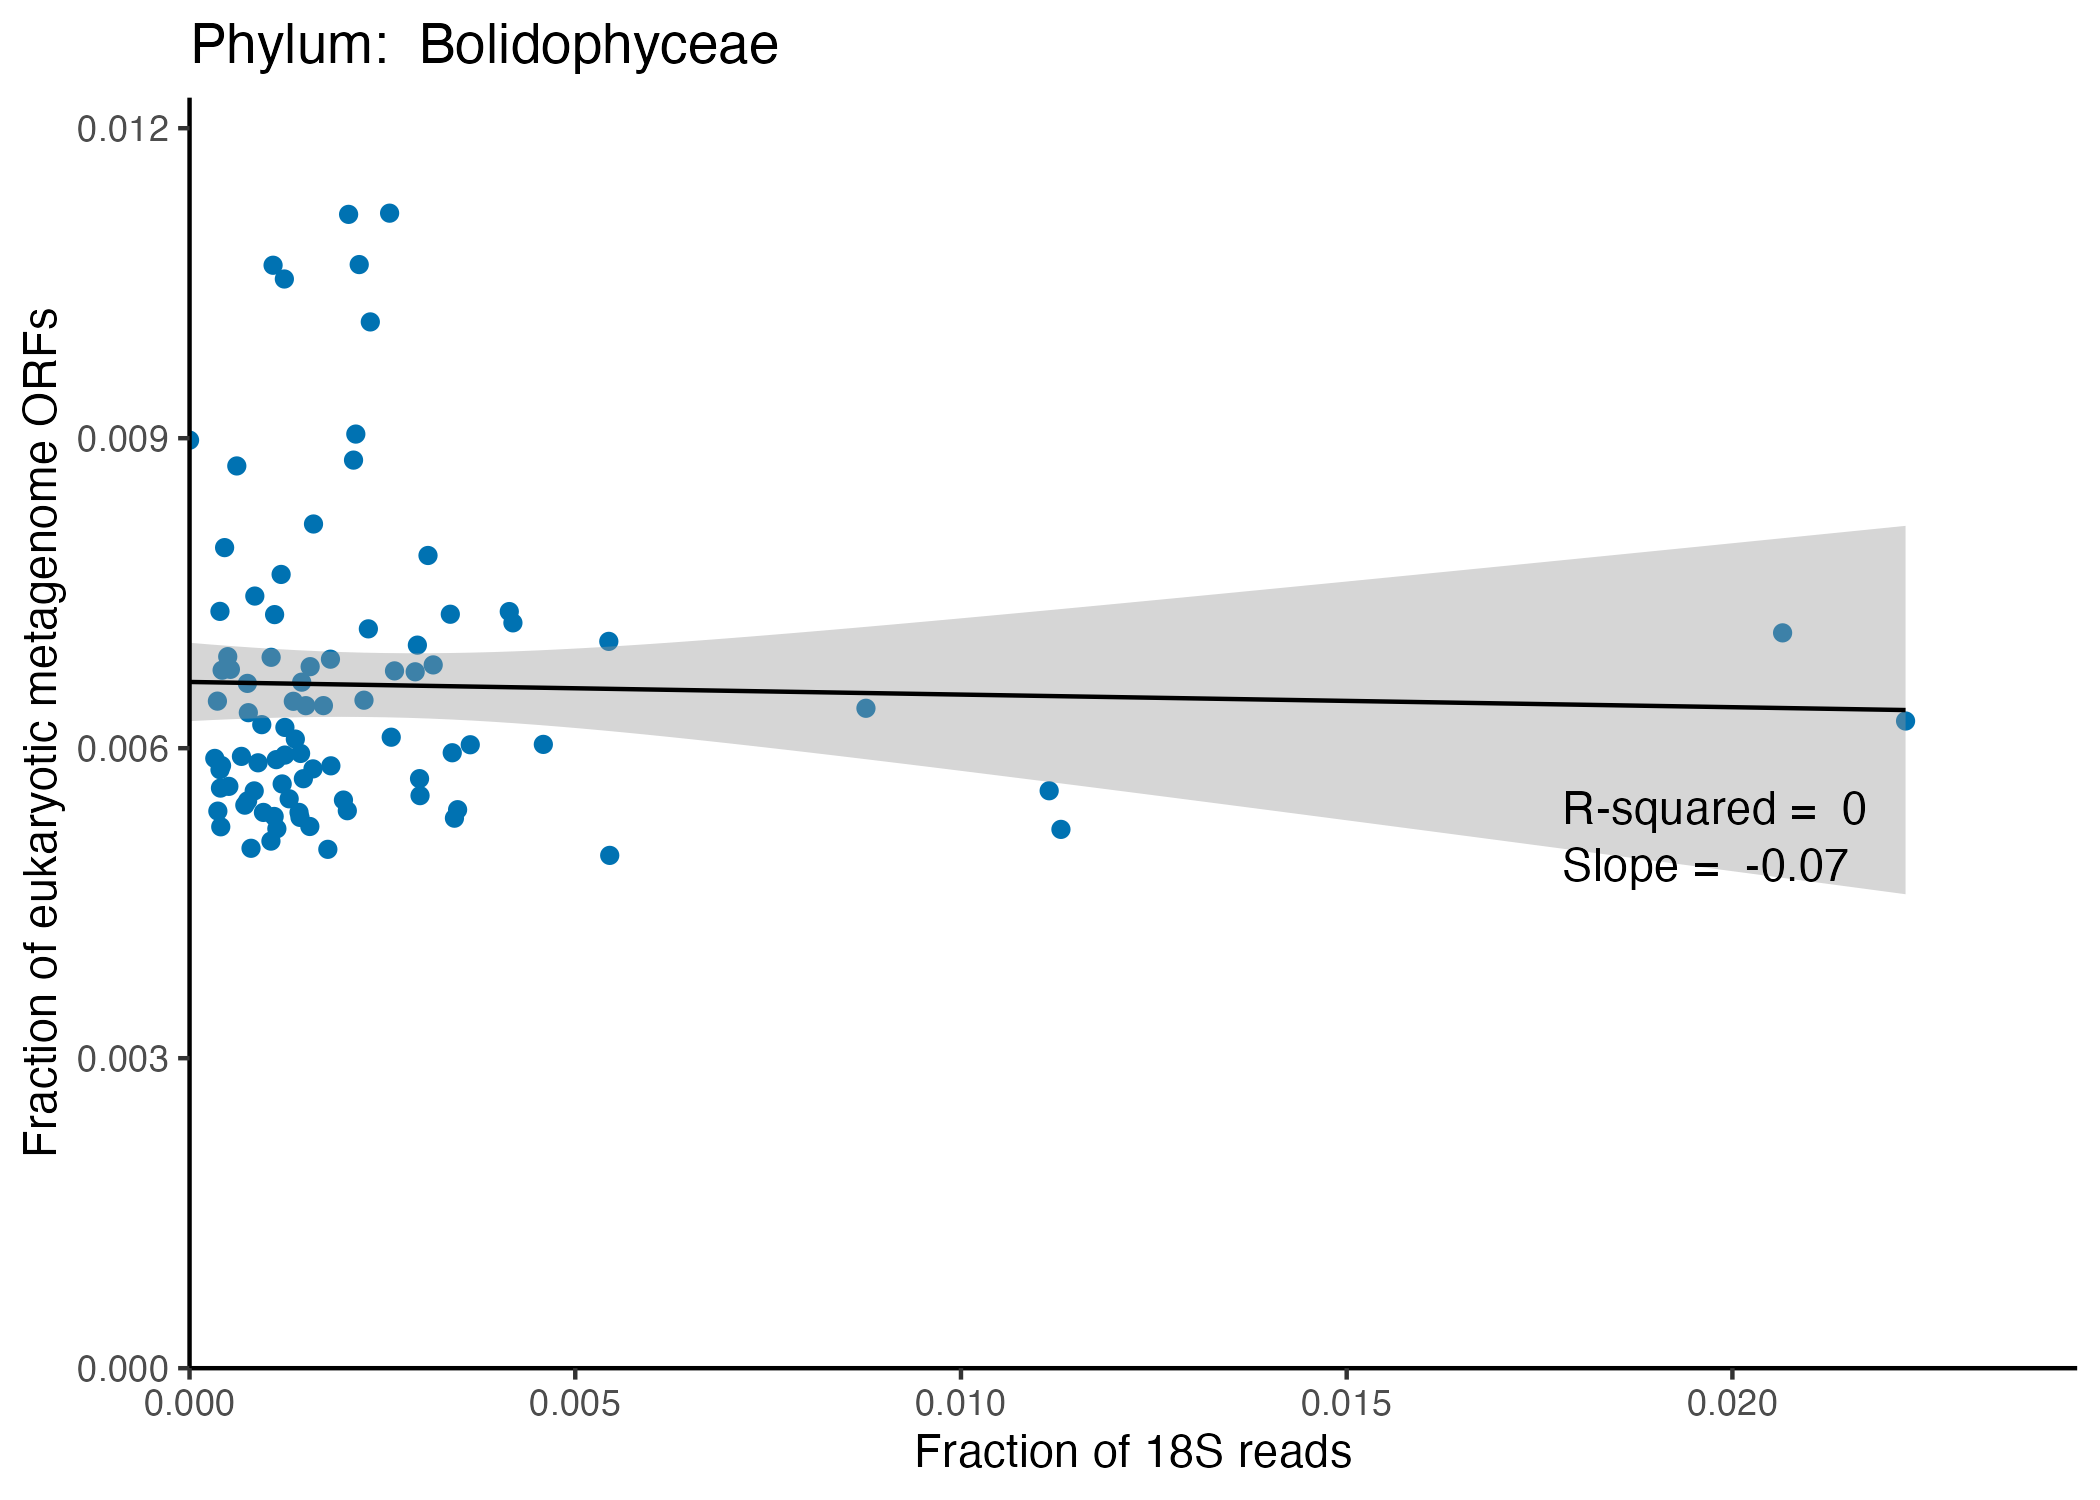 Phylum:  Bolidophyceae
0.012
0.009
0.006
0.003
0.000
Fraction of eukaryotic metagenome ORFs
R-squared =  0
Slope =  -0.07
0.000 0.005 0.010 0.015 0.020
Fraction of 18S reads